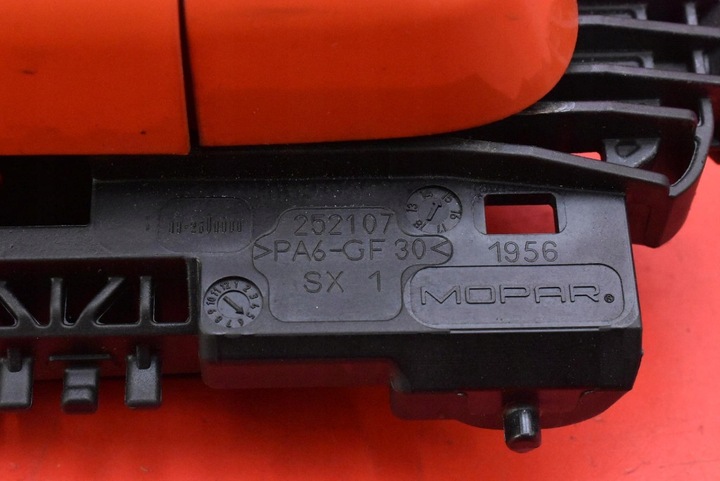 252107
>PA6-GF 30<
SX 1
1956
MOPAR®